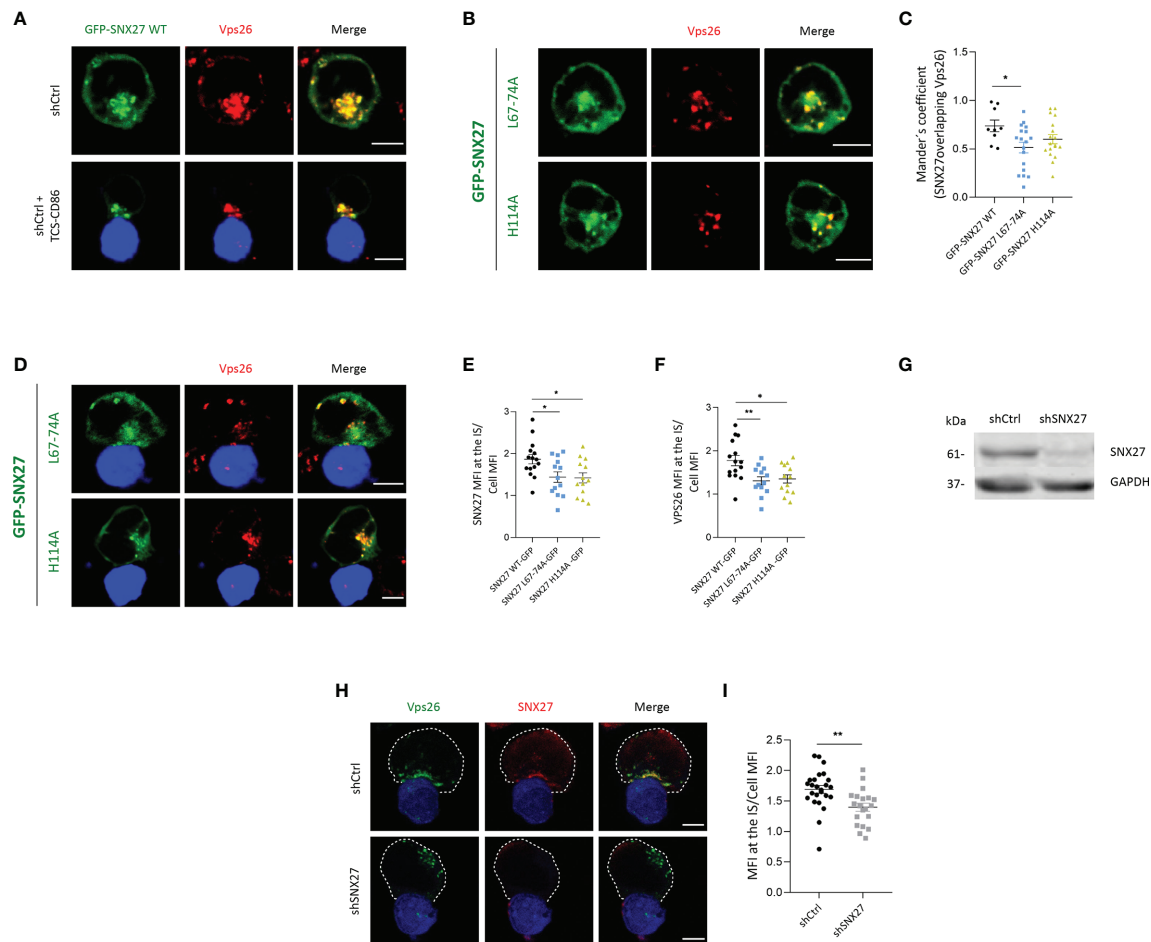 A
GFP-SNX27 WT
Vps26
Merge
shCtrl
shCtrl +
TCS-CD86
B
Vps26
Merge
GFP-SNX27
L67-74A
H114A
C
Mander´s coefficient
(SNX27overlapping Vps26)
1.5
1.0
0.5
0.0
*
GFP-SNX27 WT
GFP-SNX27 L67-74A
GFP-SNX27 H114A
D
Vps26
Merge
GFP-SNX27
L67-74A
H114A
E
SNX27 MFI at the IS/
Cell MFI
3
2
1
0
*
*
SNX27 WT-GFP
SNX27 L67-74A-GFP
SNX27 H114A -GFP
F
VPS26 MFI at the IS/
Cell MFI
3
2
1
0
*
**
SNX27 WT-GFP
SNX27 L67-74A-GFP
SNX27 H114A -GFP
G
kDa
shCtrl
shSNX27
61-
SNX27
37-
GAPDH
H
Vps26
SNX27
Merge
shCtrl
shSNX27
I
MFI at the IS/Cell MFI
2.5
2.0
1.5
1.0
0.5
0.0
**
shCtrl
shSNX27